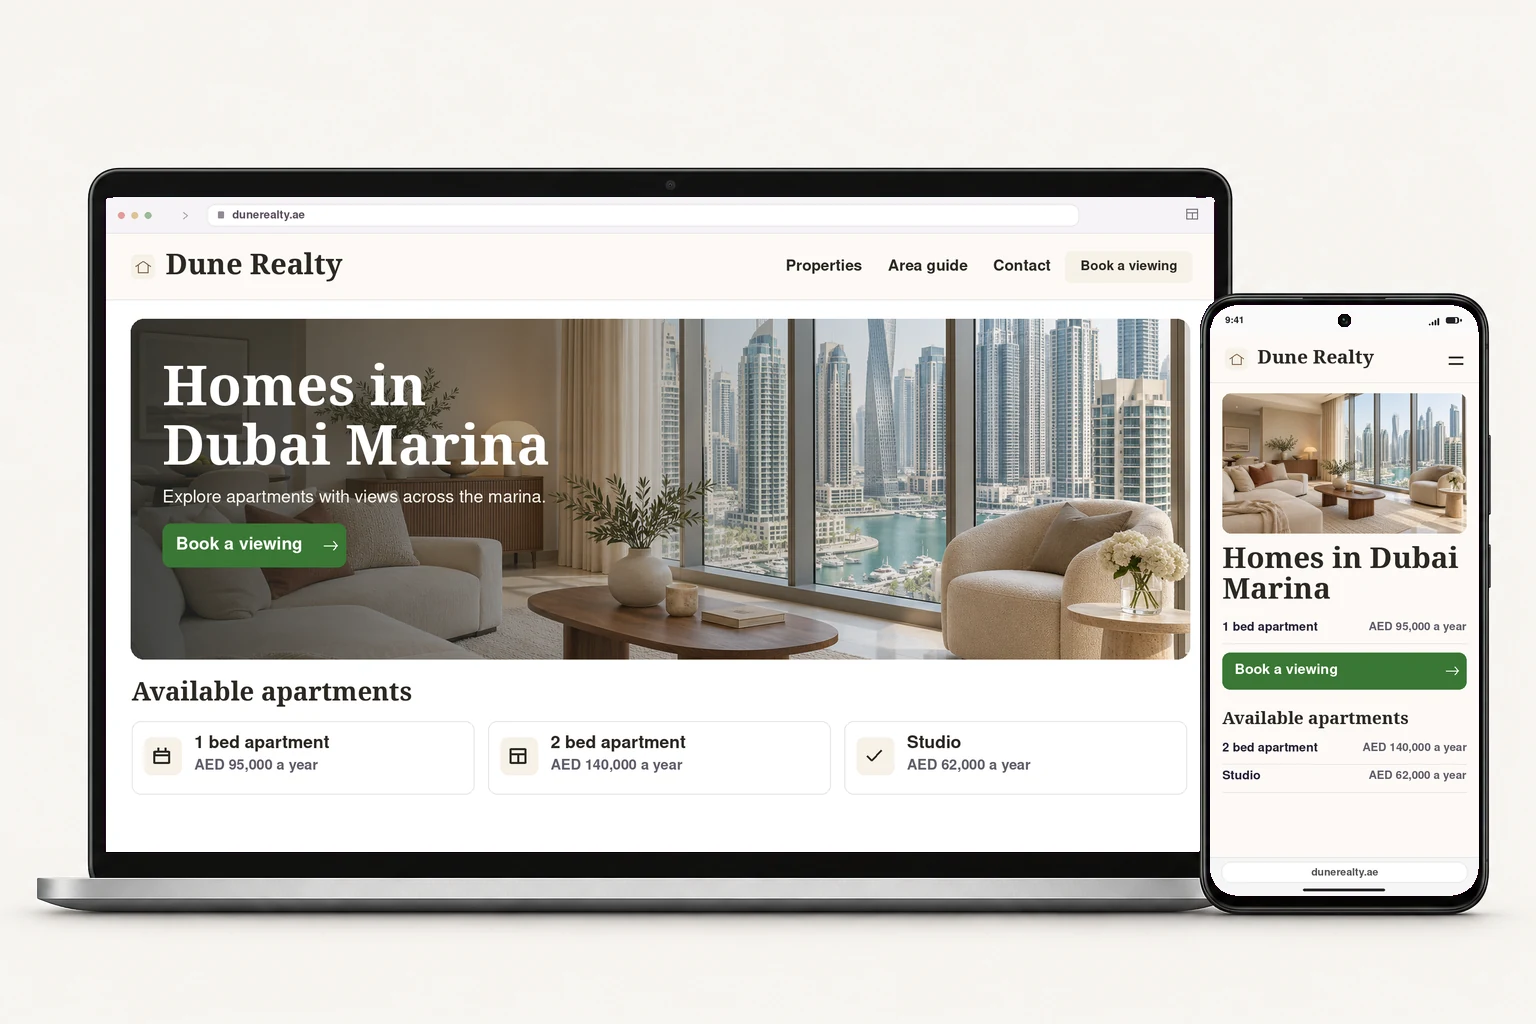 dunerealty.ae
Dune Realty
Properties
Area guide
Contact
Book a viewing
Homes in
Dubai Marina
Explore apartments with views across the marina.
Book a viewing
Available apartments
1 bed apartment
AED 95,000 a year
2 bed apartment
AED 140,000 a year
Studio
AED 62,000 a year
9:41
Dune Realty
Homes in Dubai
Marina
1 bed apartment AED 95,000 a year
Book a viewing
Available apartments
2 bed apartment AED 140,000 a year
Studio AED 62,000 a year
dunerealty.ae